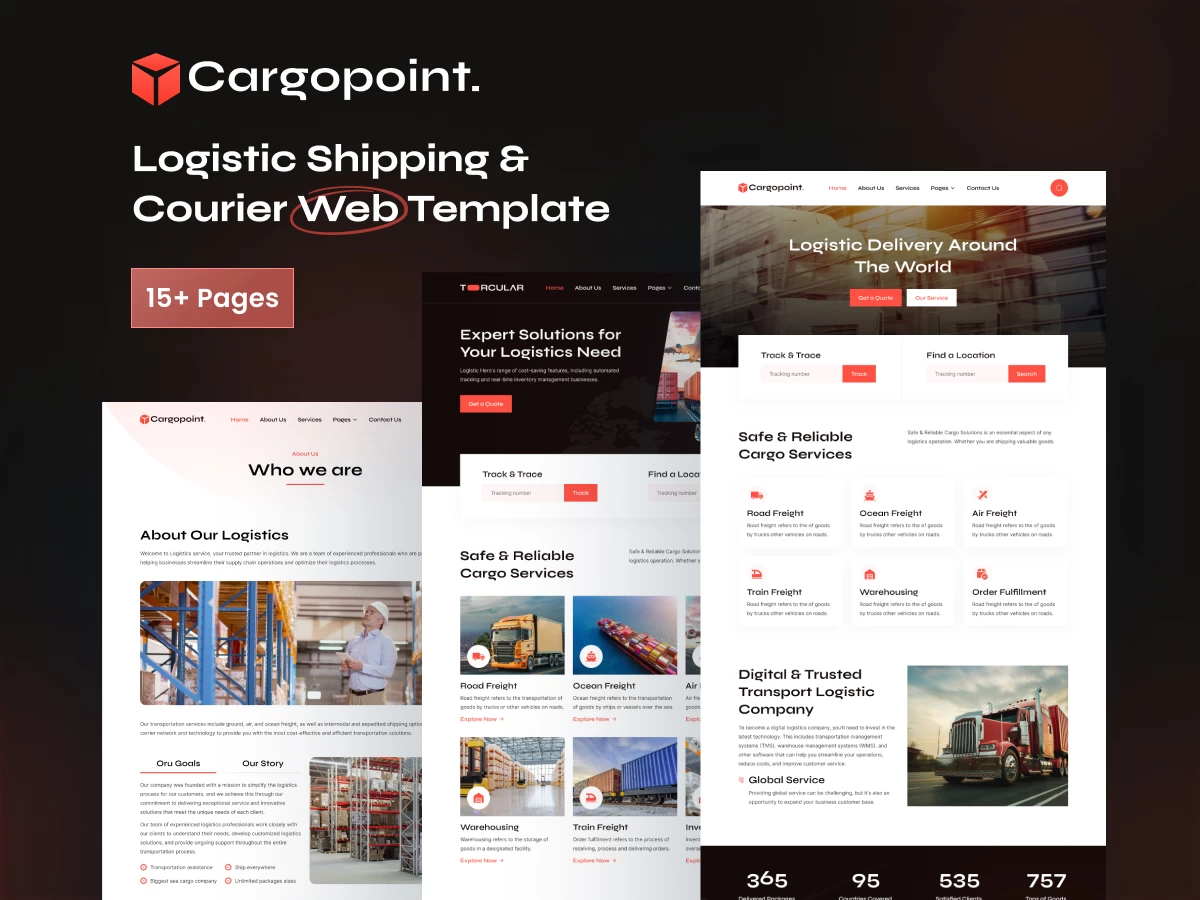 Cargopoint.
Logistic Shipping &
Courier Web Template
15+ Pages
Cargopoint.
Home About Us Services Pages Contact Us
About Us
Who we are
About Our Logistics
Welcome to Logistics service, your trusted partner in logistics. We are a team of experienced professionals who are
helping businesses streamline their supply chain operations and optimize their logistics processes.
Our transportation services include ground, air, and ocean freight, as well as intermodal and expedited shipping
carrier network and technology to provide you with the most cost-effective and efficient transportation solutions.
Oru Goals Our Story
Our company was founded with a mission to simplify the logistics
process for our customers, and we achieve this through our
commitment to delivering exceptional service and innovative
solutions that meet the unique needs of each client.
Our team of experienced logistics professionals work closely with
our clients to understand their needs, develop customized logistics
solutions, and provide ongoing support throughout the entire
transportation process.
Transportation assistance Ship everywhere
Biggest sea cargo company Unlimited packages sizes
T RCULAR
Home About Us Services Pages Conta
Expert Solutions for
Your Logistics Need
Logistic Hero's range of cost-saving features, including automated
tracking and real-time inventory management businesses.
Get a Quote
Track & Trace
Tracking number Track
Find a Loca
Tracking number
Safe & Reliable
Cargo Services
Safe & Reliable Cargo Solution
logistics operation. Whether y
Road Freight
Road freight refers to the transportation of
goods by trucks or other vehicles on roads.
Explore Now →
Ocean Freight
Ocean freight refers to the transportation
of goods by ships or vessels over the sea.
Explore Now →
Air
Air fre
goods
Explo
Warehousing
Warehousing refers to the storage of
goods in a designated facility.
Explore Now →
Train Freight
Order fulfillment refers to the process of
receiving, process and delivering orders.
Explore Now →
Inve
Invent
overse
Explo
Cargopoint.
Home About Us Services Pages Contact Us
Logistic Delivery Around
The World
Get a Quote Our Service
Track & Trace
Tracking number Track
Find a Location
Tracking number Search
Safe & Reliable
Cargo Services
Safe & Reliable Cargo Solutions is an essential aspect of any
logistics operation. Whether you are shipping valuable goods.
Road Freight
Road freight refers to the of goods
by trucks other vehicles on roads.
Ocean Freight
Road freight refers to the of goods
by trucks other vehicles on roads.
Air Freight
Road freight refers to the of goods
by trucks other vehicles on roads.
Train Freight
Road freight refers to the of goods
by trucks other vehicles on roads.
Warehousing
Road freight refers to the of goods
by trucks other vehicles on roads.
Order Fulfillment
Road freight refers to the of goods
by trucks other vehicles on roads.
Digital & Trusted
Transport Logistic
Company
To become a digital logistics company, you'll need to invest in the
latest technology. This includes transportation management
systems (TMS), warehouse management systems (WMS), and
other software that can help you streamline your operations,
reduce costs, and improve customer service.
Global Service
Providing global service can be challenging, but it's also an
opportunity to expand your business customer base.
365 95 535 757
Delivered Packages Countries Covered Satisfied Clients Tons of Goods